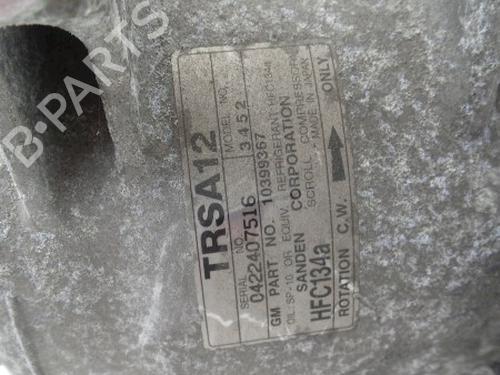 B-PARTS
TRSA12
MODEL NO.
3452
SERIAL NO.
0422407516
GM PART NO. 10399367
OIL:SP-10 OR EQUIV. REFRIGERANT:HFC134a
SANDEN CORPORATION
SCROLL COMPRESSOR
HFC134a MADE IN JAPAN
ROTATION C.W. ONLY